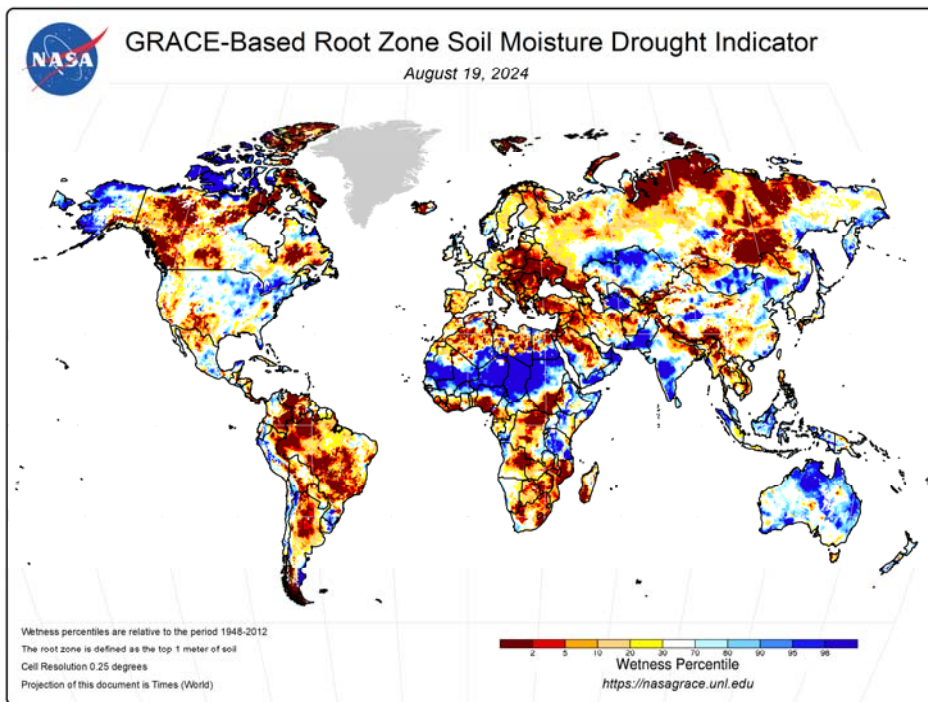 NASA
GRACE-Based Root Zone Soil Moisture Drought Indicator
August 19, 2024
Wetness percentiles are relative to the period 1948-2012
The root zone is defined as the top 1 meter of soil
Cell Resolution 0.25 degrees
Projection of this document is Times (World)
2 5 10 20 30 70 80 90 95 98
Wetness Percentile
https://nasagrace.unl.edu